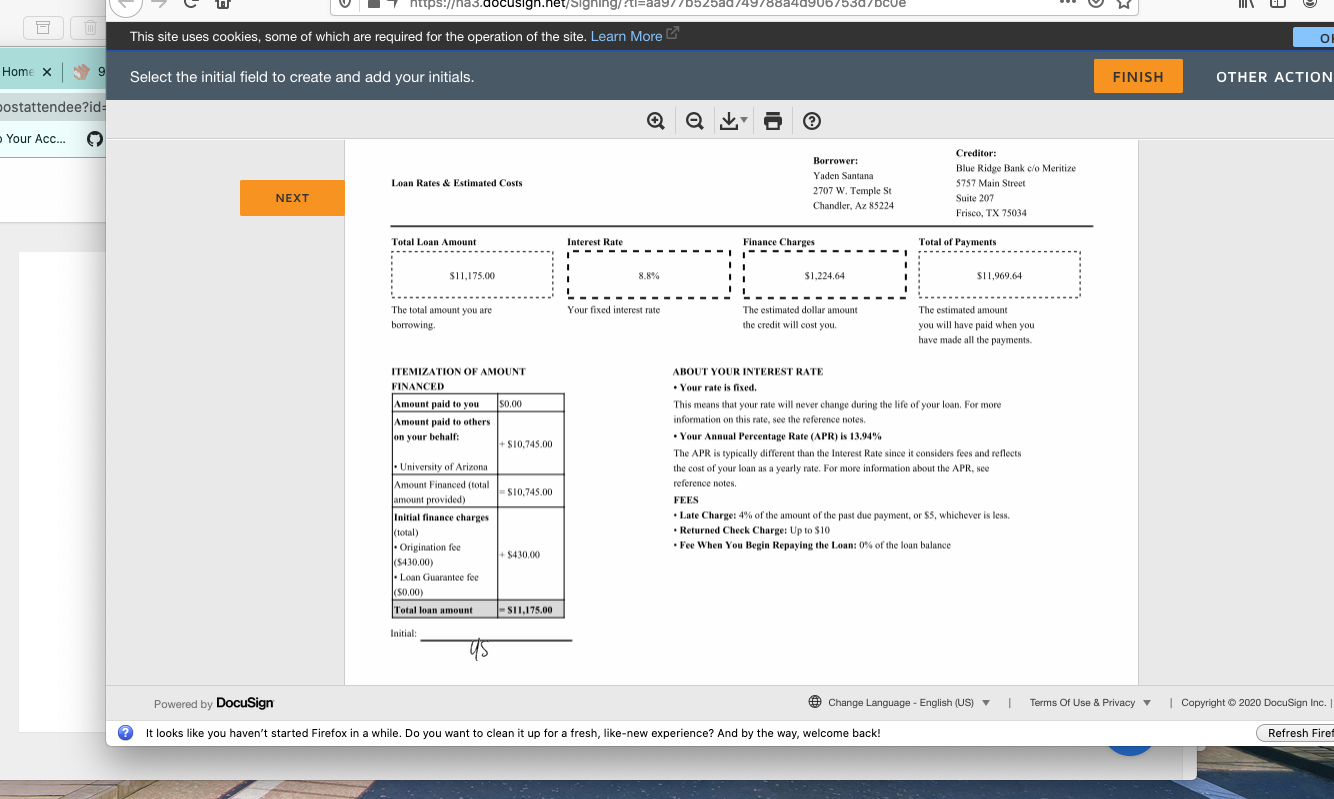 https://na3.docusign.net/Signing/?ti=aa977b525ad749788a4d906753d7bc0e
This site uses cookies, some of which are required for the operation of the site. Learn More
Home
9
postattendee?id=
Select the initial field to create and add your initials.
FINISH
OTHER ACTION
o Your Acc...
NEXT
Loan Rates & Estimated Costs
Borrower:
Yaden Santana
2707 W. Temple St
Chandler, Az 85224
Creditor:
Blue Ridge Bank c/o Meritize
5757 Main Street
Suite 207
Frisco, TX 75034
Total Loan Amount
$11,175.00
The total amount you are
borrowing.
Interest Rate
8.8%
Your fixed interest rate
Finance Charges
$1,224.64
The estimated dollar amount
the credit will cost you.
Total of Payments
$11,969.64
The estimated amount
you will have paid when you
have made all the payments.
ITEMIZATION OF AMOUNT
FINANCED
Amount paid to you $0.00
Amount paid to others
on your behalf:
+ $10,745.00
• University of Arizona
Amount Financed (total
amount provided)
= $10,745.00
Initial finance charges
(total)
• Origination fee
($430.00)
+ $430.00
• Loan Guarantee fee
($0.00)
Total loan amount = $11,175.00
Initial:
YS
ABOUT YOUR INTEREST RATE
• Your rate is fixed.
This means that your rate will never change during the life of your loan. For more
information on this rate, see the reference notes.
• Your Annual Percentage Rate (APR) is 13.94%
The APR is typically different than the Interest Rate since it considers fees and reflects
the cost of your loan as a yearly rate. For more information about the APR, see
reference notes.
FEES
• Late Charge: 4% of the amount of the past due payment, or $5, whichever is less.
• Returned Check Charge: Up to $10
• Fee When You Begin Repaying the Loan: 0% of the loan balance
Powered by DocuSign
Change Language - English (US) | Terms Of Use & Privacy | Copyright © 2020 DocuSign Inc. |
It looks like you haven't started Firefox in a while. Do you want to clean it up for a fresh, like-new experience? And by the way, welcome back!
Refresh Firef